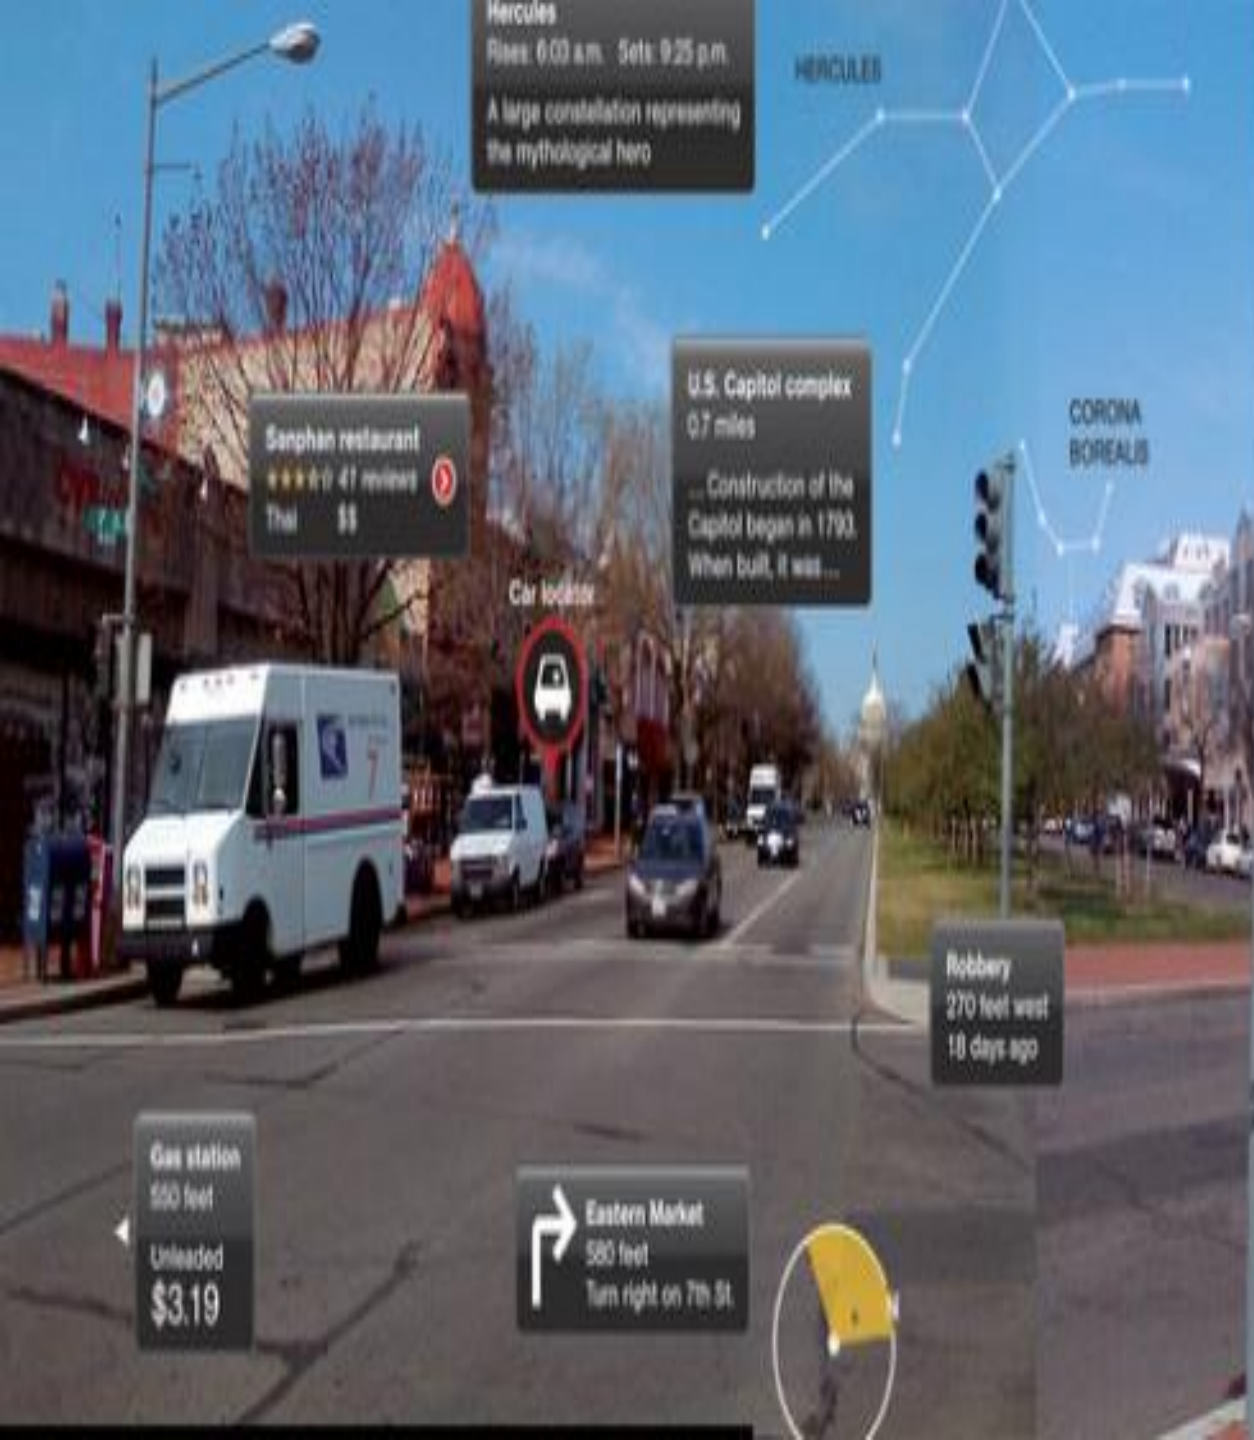 Hercules
Rises: 6:03 a.m. Sets: 9:25 p.m.
A large constellation representing
the mythological hero
HERCULES
U.S. Capitol complex
0.7 miles
... Construction of the
Capitol began in 1793.
When built, it was....
CORONA
BOREALIS
Sanphan restaurant
41 reviews
Thai $$
Car locator
Robbery
270 feet west
18 days ago
Gas station
550 feet
Unleaded
$3.19
Eastern Market
580 feet
Turn right on 7th St.
N